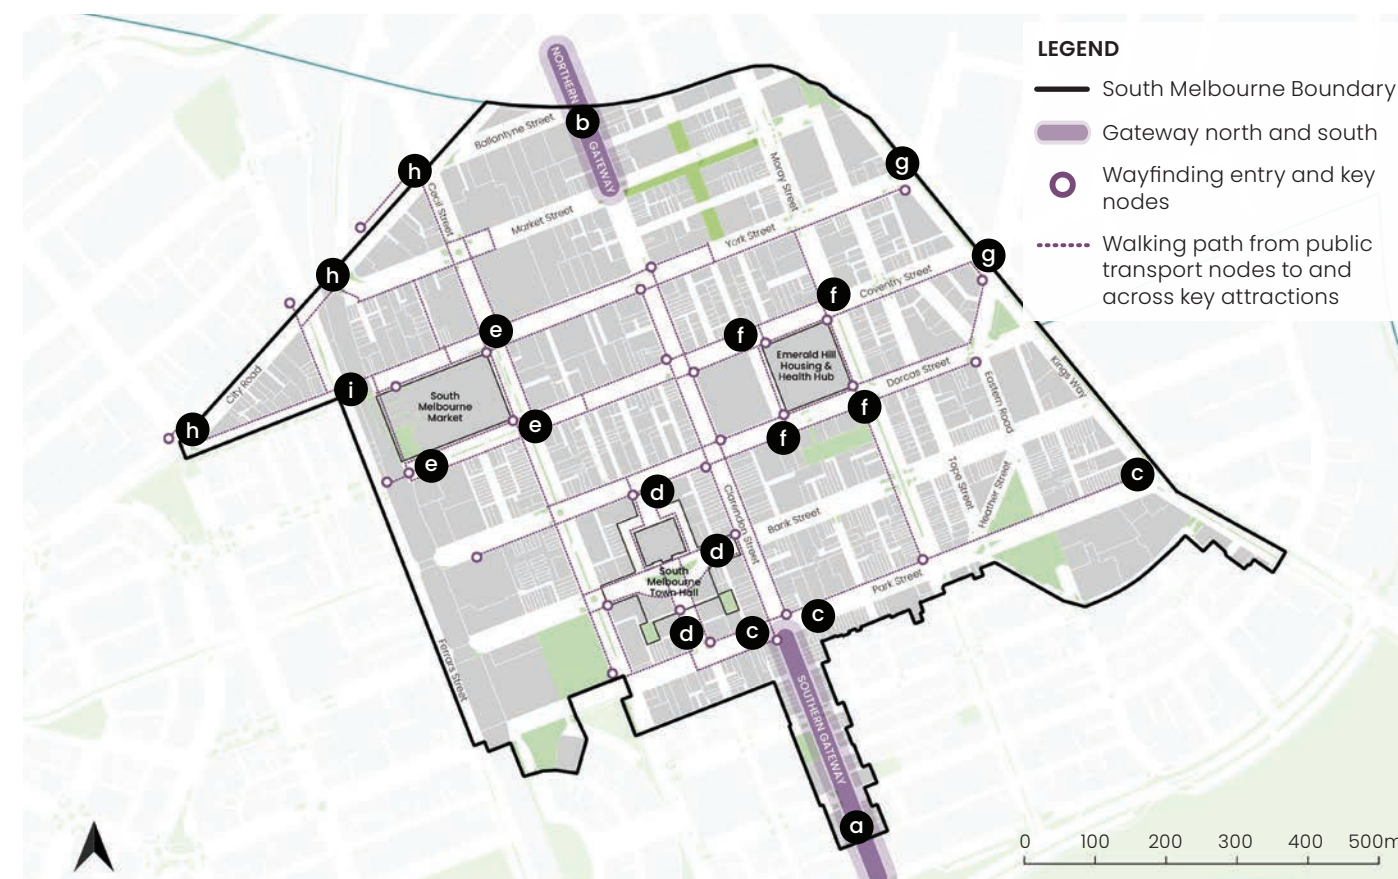 LEGEND
South Melbourne Boundary
Gateway north and south
Wayfinding entry and key
nodes
Walking path from public
transport nodes to and
across key attractions
NORTHERN GATEWAY
b
Ballantyne Street
h
Cecil Street
Market Street
Moray Street
g
York Street
h
g
Coventry Street
f
e
f
Emerald Hill
Housing &
Health Hub
City Road
i
South
Melbourne
Market
Dorcas Street
Kings Way
Eastern Road
f
f
h
e
e
c
Tope Street
Heather Street
d
Clarendon Street
Bank Street
d
South
Melbourne
Town Hall
Park Street
d
c
c
Ferrars Street
SOUTHERN GATEWAY
a
0 100 200 300 400 500m